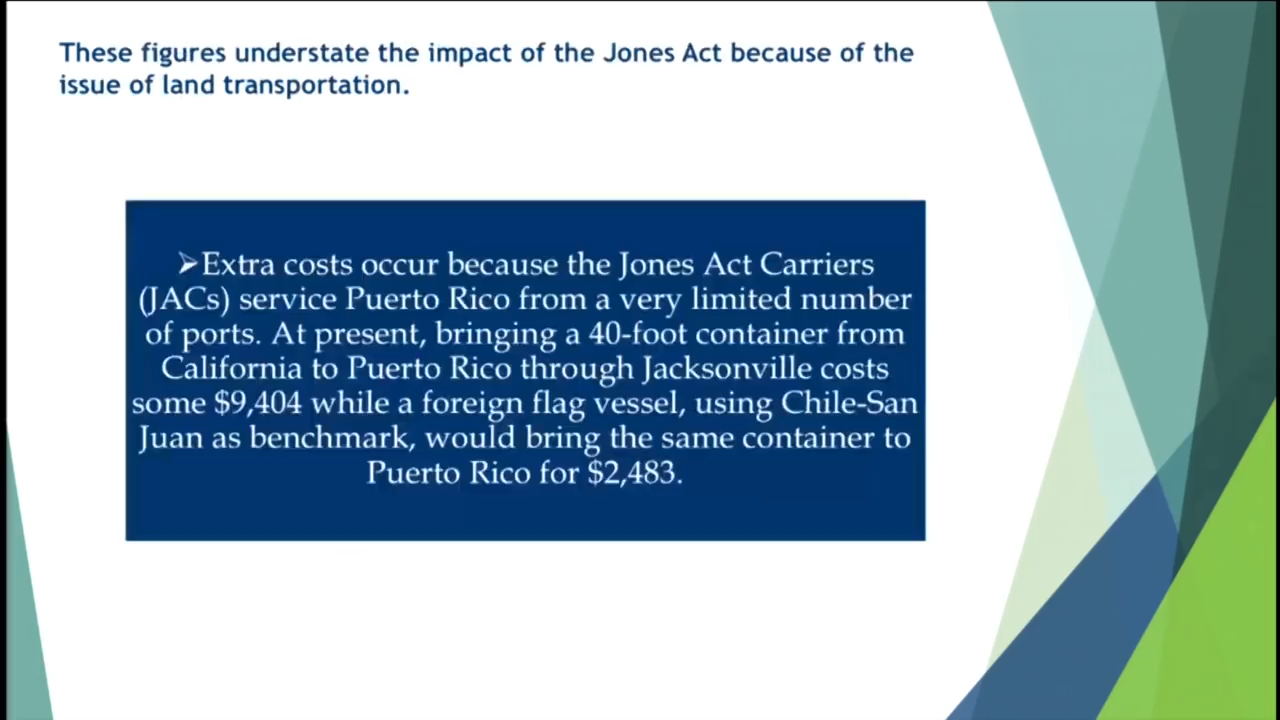 These figures understate the impact of the Jones Act because of the
issue of land transportation.
➢Extra costs occur because the Jones Act Carriers
(JACs) service Puerto Rico from a very limited number
of ports. At present, bringing a 40-foot container from
California to Puerto Rico through Jacksonville costs
some $9,404 while a foreign flag vessel, using Chile-San
Juan as benchmark, would bring the same container to
Puerto Rico for $2,483.